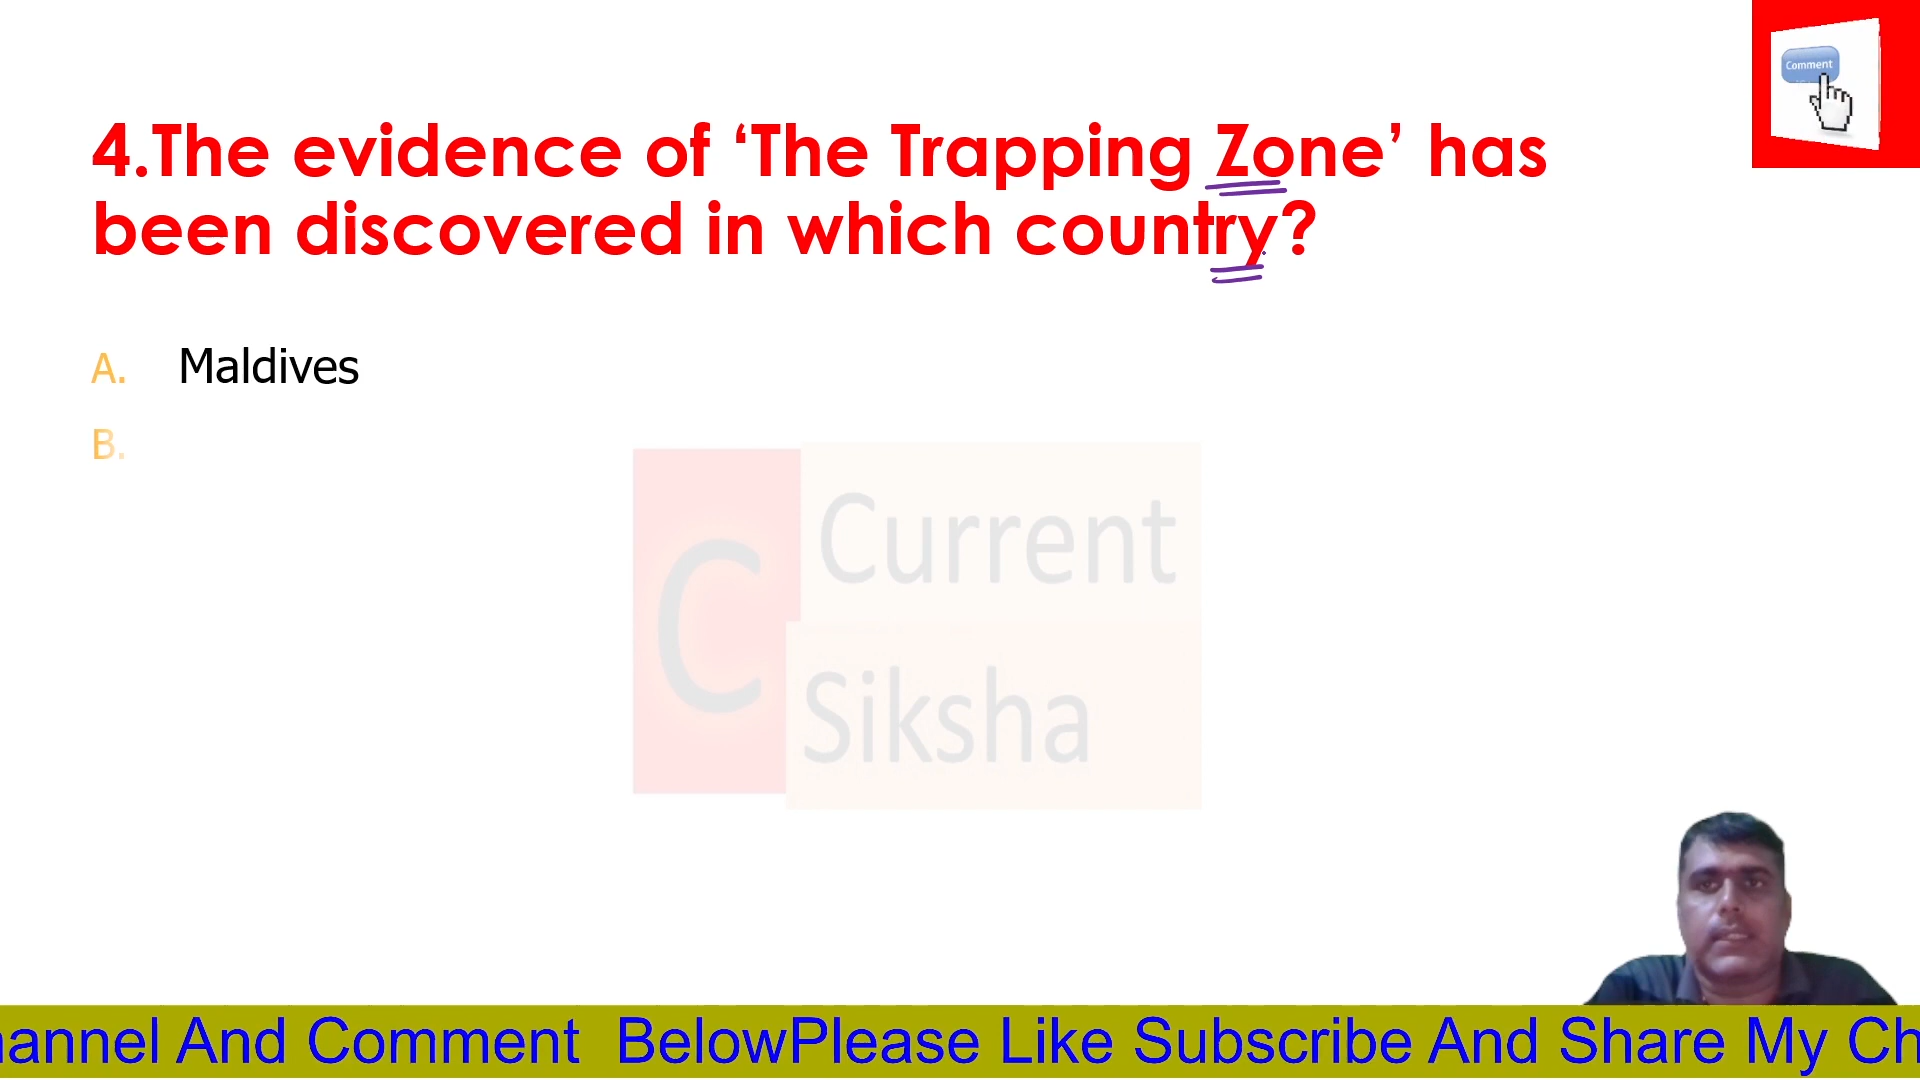 Comment
4.The evidence of ‘The Trapping Zone’ has
been discovered in which country?
A. Maldives
B.
C
Current
Siksha
hannel And Comment  BelowPlease Like Subscribe And Share My Ch